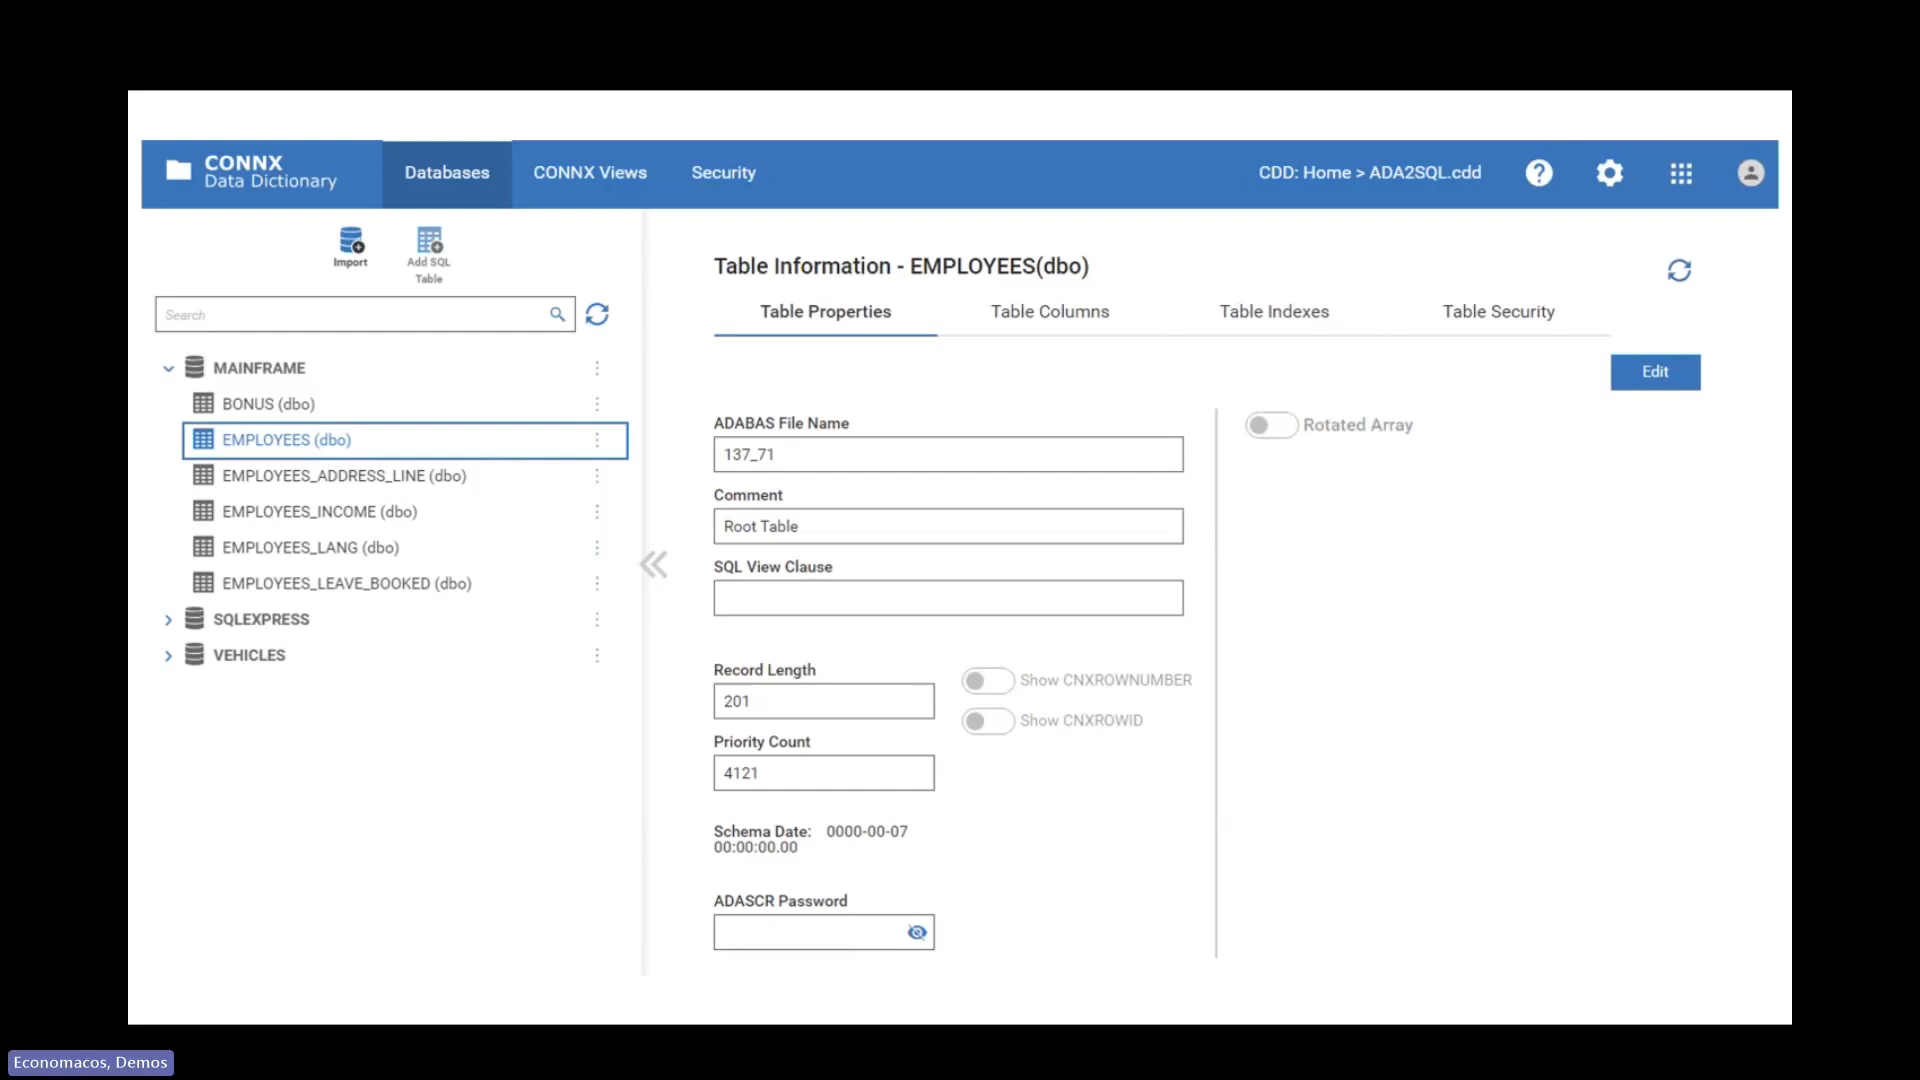 CONNX
Data Dictionary
Databases
CONNX Views
Security
CDD: Home > ADA2SQL.cdd
Import
Add SQL
Table
Search
MAINFRAME
BONUS (dbo)
EMPLOYEES (dbo)
EMPLOYEES_ADDRESS_LINE (dbo)
EMPLOYEES_INCOME (dbo)
EMPLOYEES_LANG (dbo)
EMPLOYEES_LEAVE_BOOKED (dbo)
SQLEXPRESS
VEHICLES
Table Information - EMPLOYEES(dbo)
Table Properties
Table Columns
Table Indexes
Table Security
Edit
ADABAS File Name
137_71
Comment
Root Table
SQL View Clause
Record Length
201
Priority Count
4121
Show CNXROWNUMBER
Show CNXROWID
Schema Date: 0000-00-07
00:00:00.00
ADASCR Password
Rotated Array
Economacos, Demos